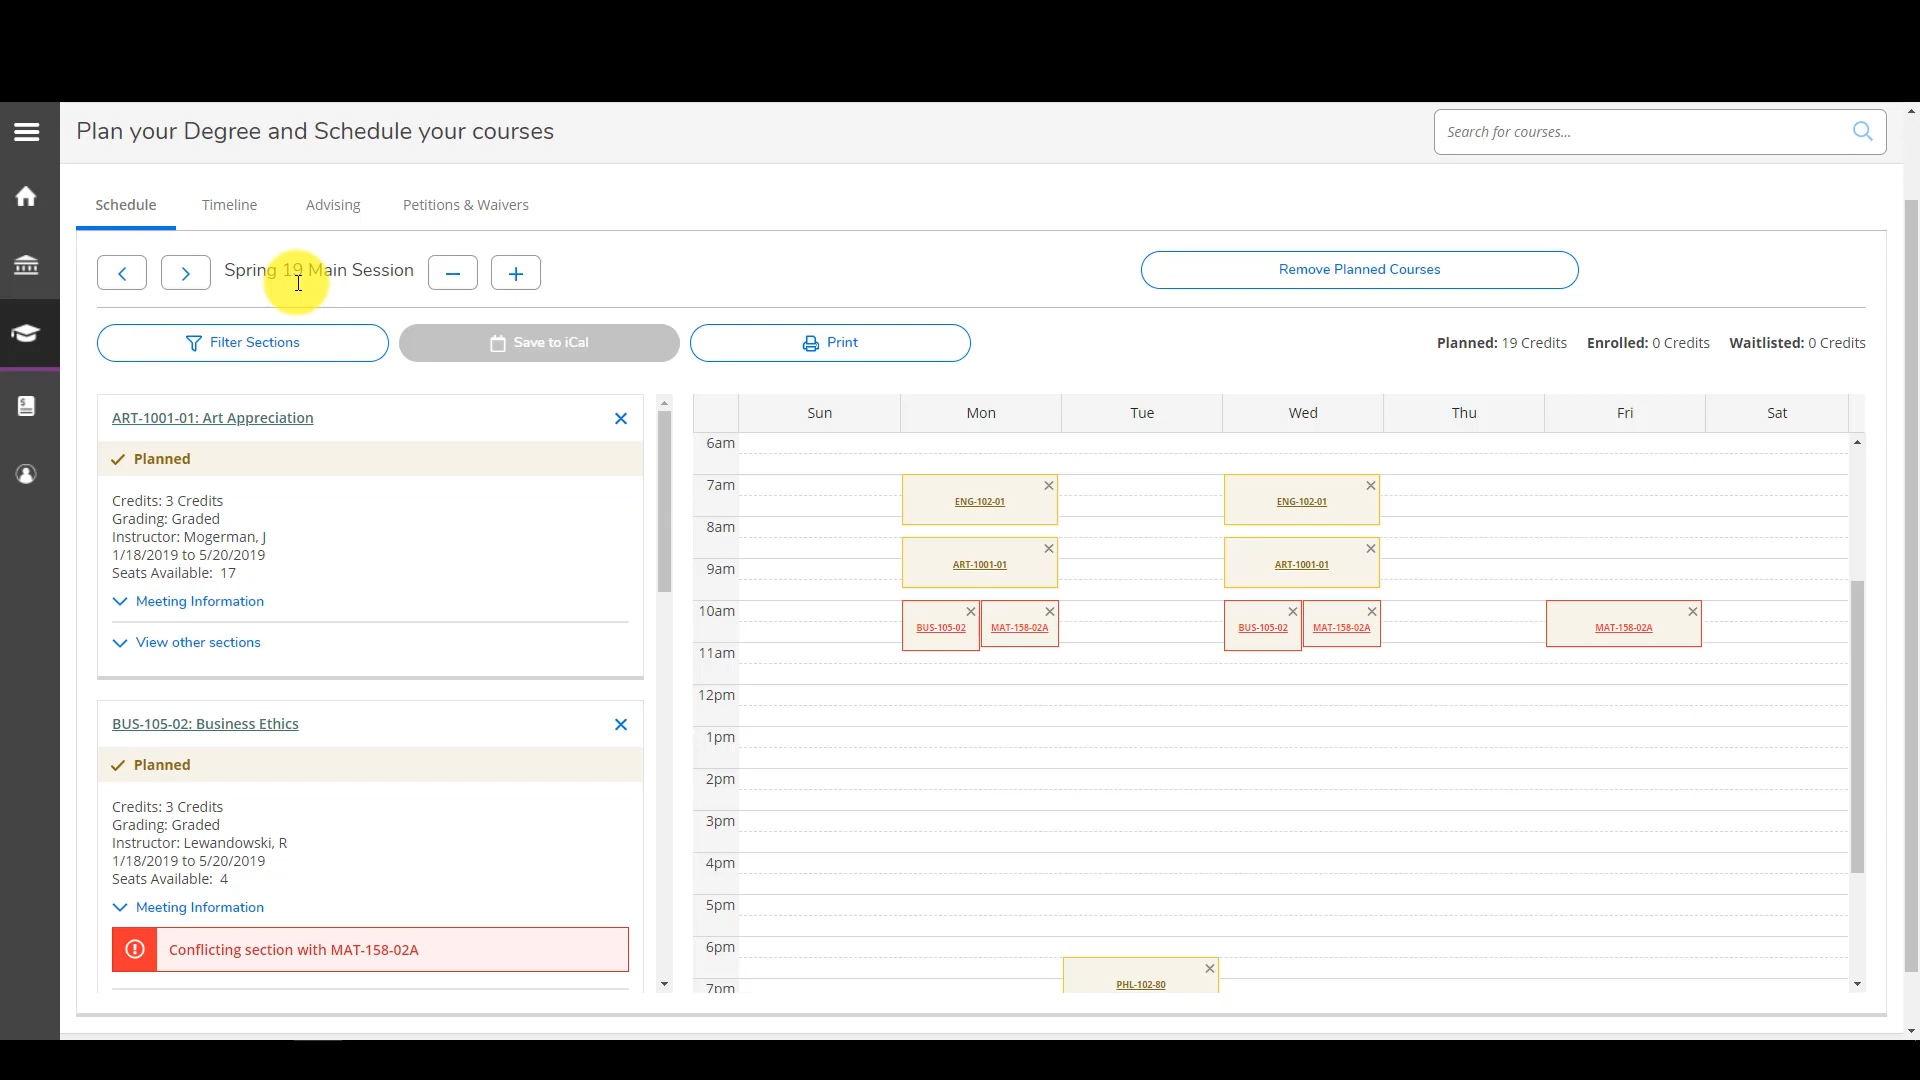 Plan your Degree and Schedule your courses
Search for courses...
Schedule
Timeline
Advising
Petitions & Waivers
Spring 19 Main Session
Remove Planned Courses
Filter Sections
Save to iCal
Print
Planned: 19 Credits
Enrolled: 0 Credits
Waitlisted: 0 Credits
ART-1001-01: Art Appreciation
Planned
Credits: 3 Credits
Grading: Graded
Instructor: Mogerman, J
1/18/2019 to 5/20/2019
Seats Available: 17
Meeting Information
View other sections
BUS-105-02: Business Ethics
Planned
Credits: 3 Credits
Grading: Graded
Instructor: Lewandowski, R
1/18/2019 to 5/20/2019
Seats Available: 4
Meeting Information
Conflicting section with MAT-158-02A
Sun Mon Tue Wed Thu Fri Sat
6am
7am
ENG-102-01 ENG-102-01
8am
ART-1001-01 ART-1001-01
9am
10am
BUS-105-02 MAT-158-02A BUS-105-02 MAT-158-02A MAT-158-02A
11am
12pm
1pm
2pm
3pm
4pm
5pm
6pm
PHL-102-80
7pm